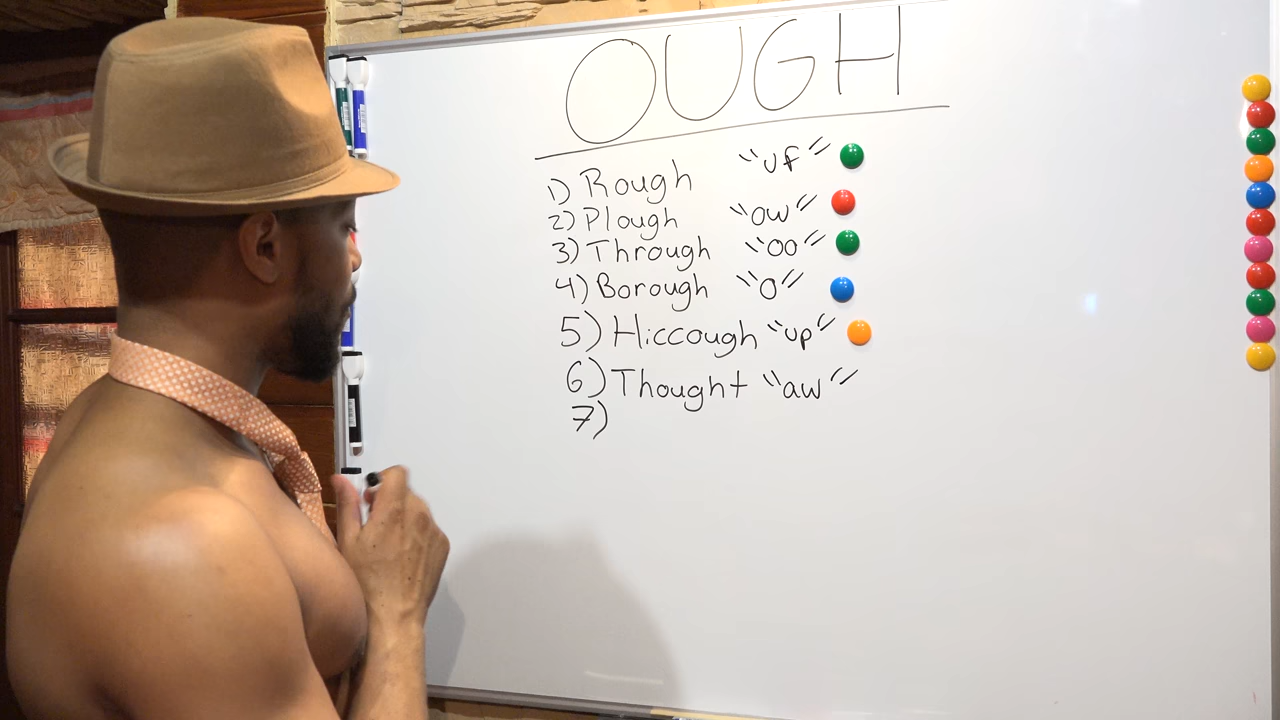 OUGH
1) Rough "uf"
2) Plough "ow"
3) Through "oo"
4) Borough "o"
5) Hiccough "up"
6) Thought "aw"
7)